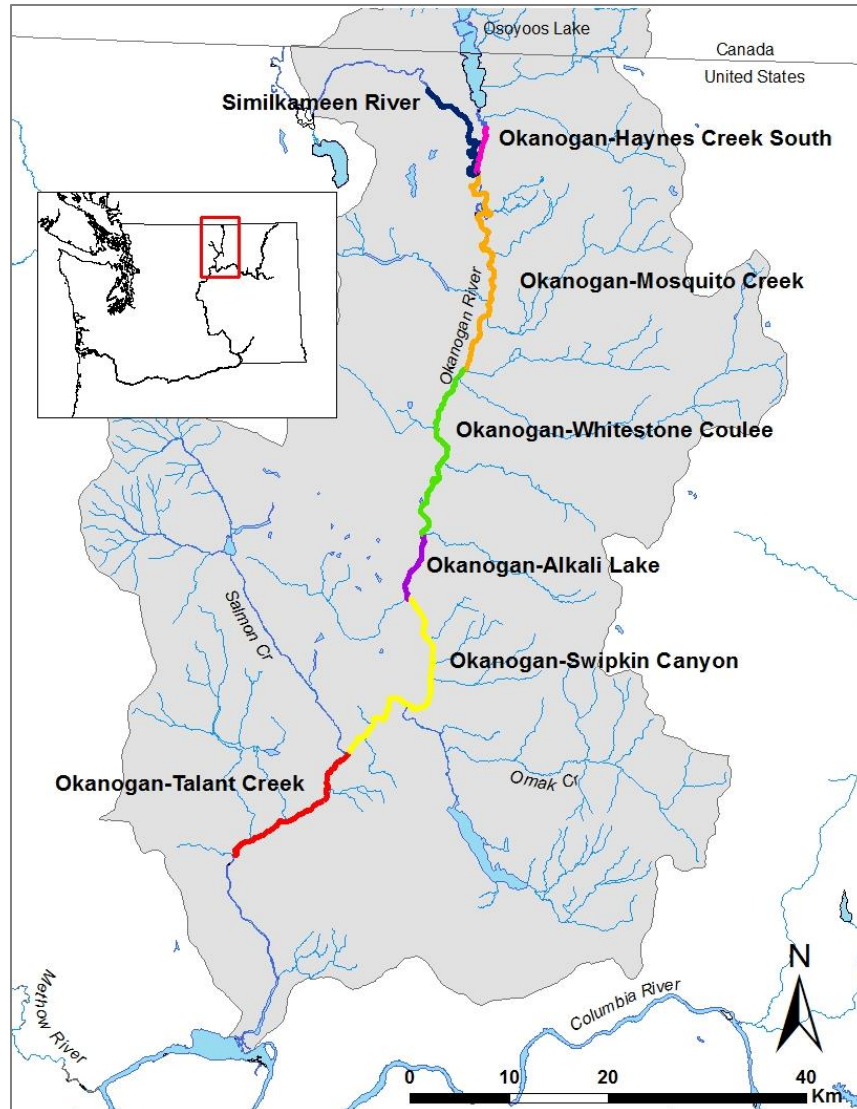 Osoyoos Lake
Canada
United States
Similkameen River
Okanogan-Haynes Creek South
Okanogan-Mosquito Creek
Okanogan River
Okanogan-Whitestone Coulee
Okanogan-Alkali Lake
Salmon Cr
Okanogan-Swipkin Canyon
Okanogan-Talant Creek
Omak Cr
N
Methow River
Columbia River
0 10 20 40
Km